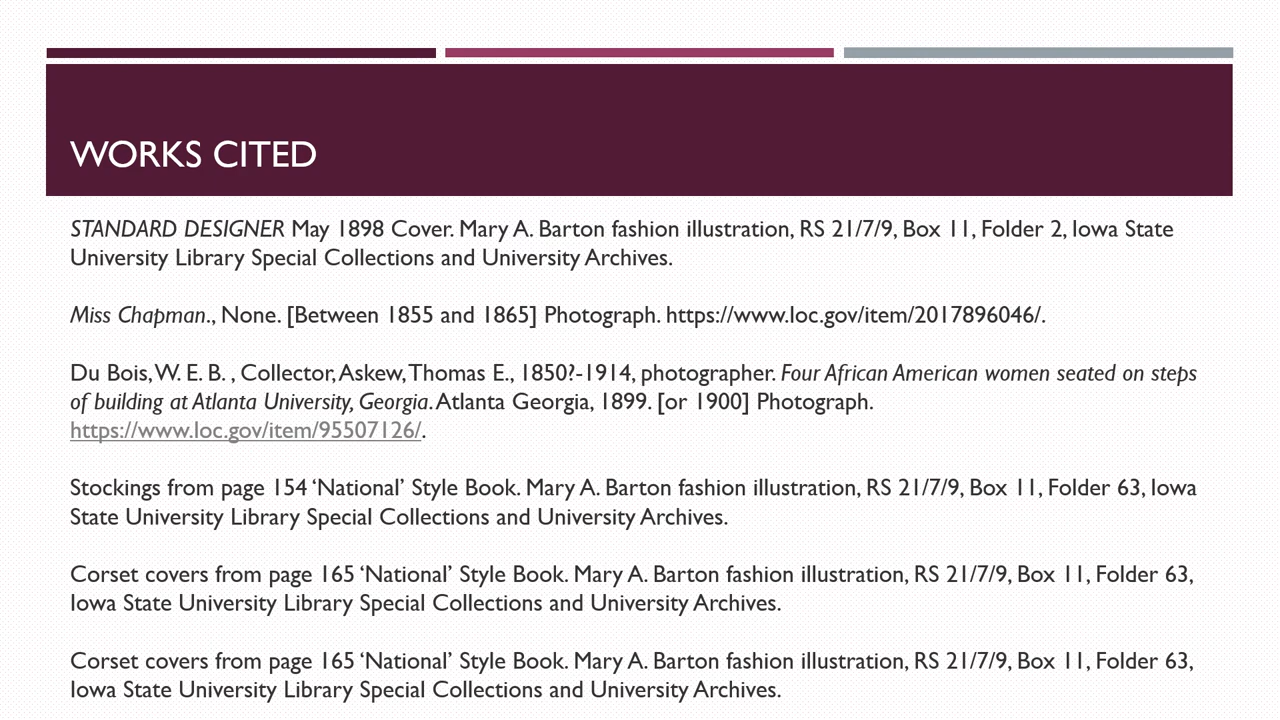 WORKS CITED
STANDARD DESIGNER May 1898 Cover. Mary A. Barton fashion illustration, RS 21/7/9, Box 11, Folder 2, Iowa State
University Library Special Collections and University Archives.
Miss Chapman., None. [Between 1855 and 1865] Photograph. https://www.loc.gov/item/2017896046/.
Du Bois, W. E. B. , Collector, Askew, Thomas E., 1850?-1914, photographer. Four African American women seated on steps
of building at Atlanta University, Georgia. Atlanta Georgia, 1899. [or 1900] Photograph.
https://www.loc.gov/item/95507126/.
Stockings from page 154 ‘National’ Style Book. Mary A. Barton fashion illustration, RS 21/7/9, Box 11, Folder 63, Iowa
State University Library Special Collections and University Archives.
Corset covers from page 165 ‘National’ Style Book. Mary A. Barton fashion illustration, RS 21/7/9, Box 11, Folder 63,
Iowa State University Library Special Collections and University Archives.
Corset covers from page 165 ‘National’ Style Book. Mary A. Barton fashion illustration, RS 21/7/9, Box 11, Folder 63,
Iowa State University Library Special Collections and University Archives.